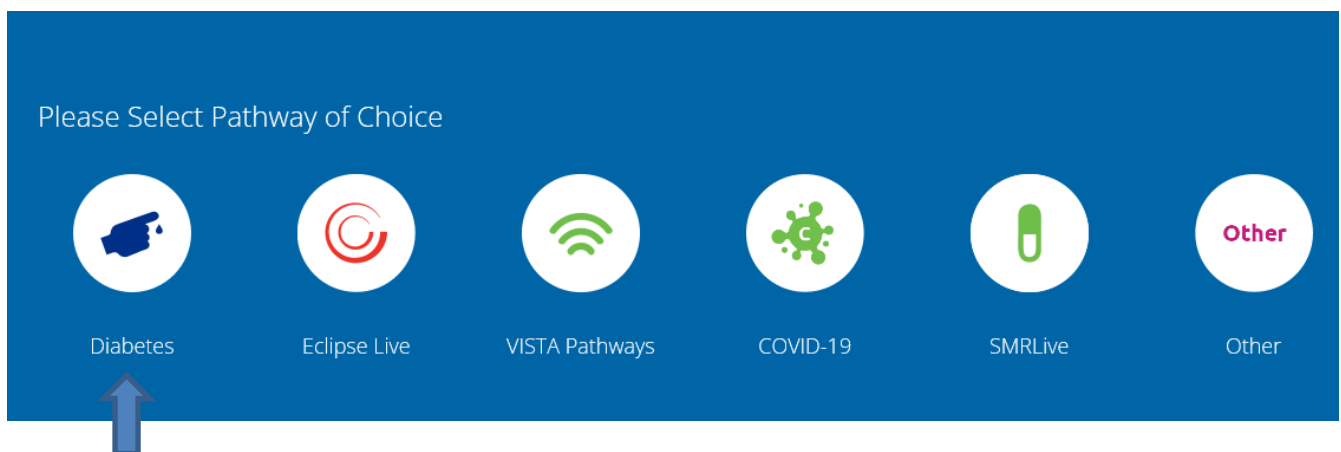 Please Select Pathway of Choice
C
Other
Diabetes
Eclipse Live
VISTA Pathways
COVID-19
SMRLive
Other